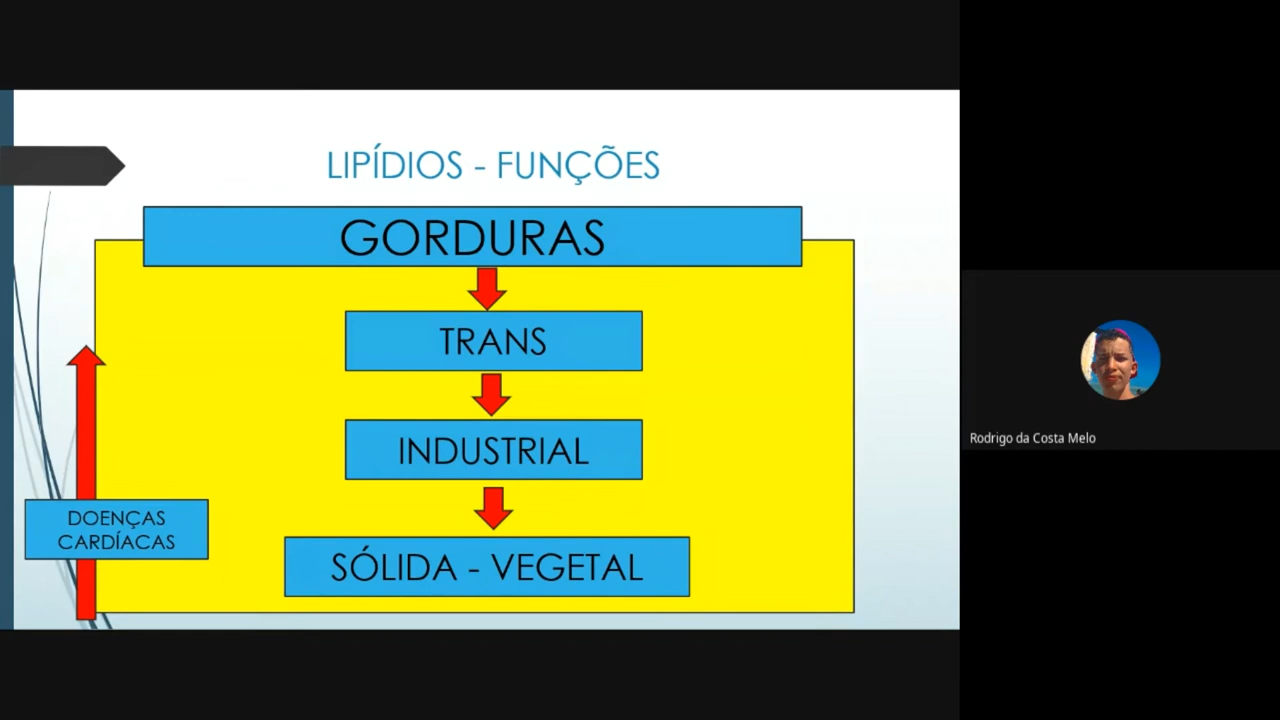 LIPÍDIOS - FUNÇÕES
GORDURAS
TRANS
INDUSTRIAL
SÓLIDA - VEGETAL
DOENÇAS
CARDÍACAS
Rodrigo da Costa Melo